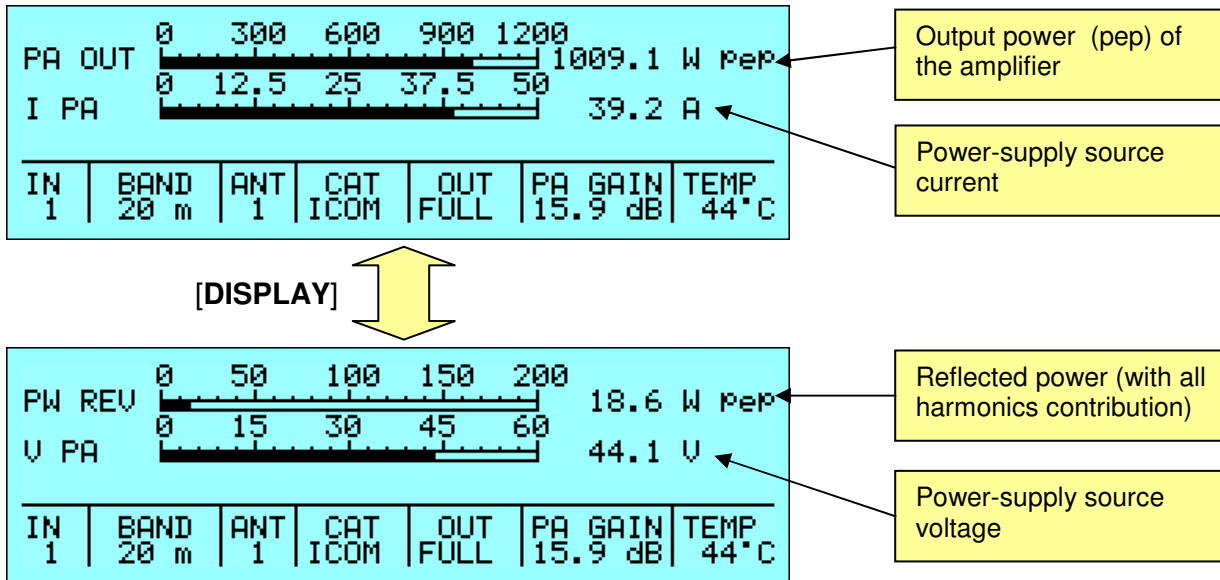 0 300 600 900 1200
PA OUT 1009.1 W pep
0 12.5 25 37.5 50
I PA 39.2 A
IN BAND ANT CAT OUT PA GAIN TEMP
1 20 m 1 ICOM FULL 15.9 dB 44°C
Output power (pep) of
the amplifier
Power-supply source
current
[DISPLAY]
0 50 100 150 200
PW REV 18.6 W pep
0 15 30 45 60
V PA 44.1 V
IN BAND ANT CAT OUT PA GAIN TEMP
1 20 m 1 ICOM FULL 15.9 dB 44°C
Reflected power (with all
harmonics contribution)
Power-supply source
voltage